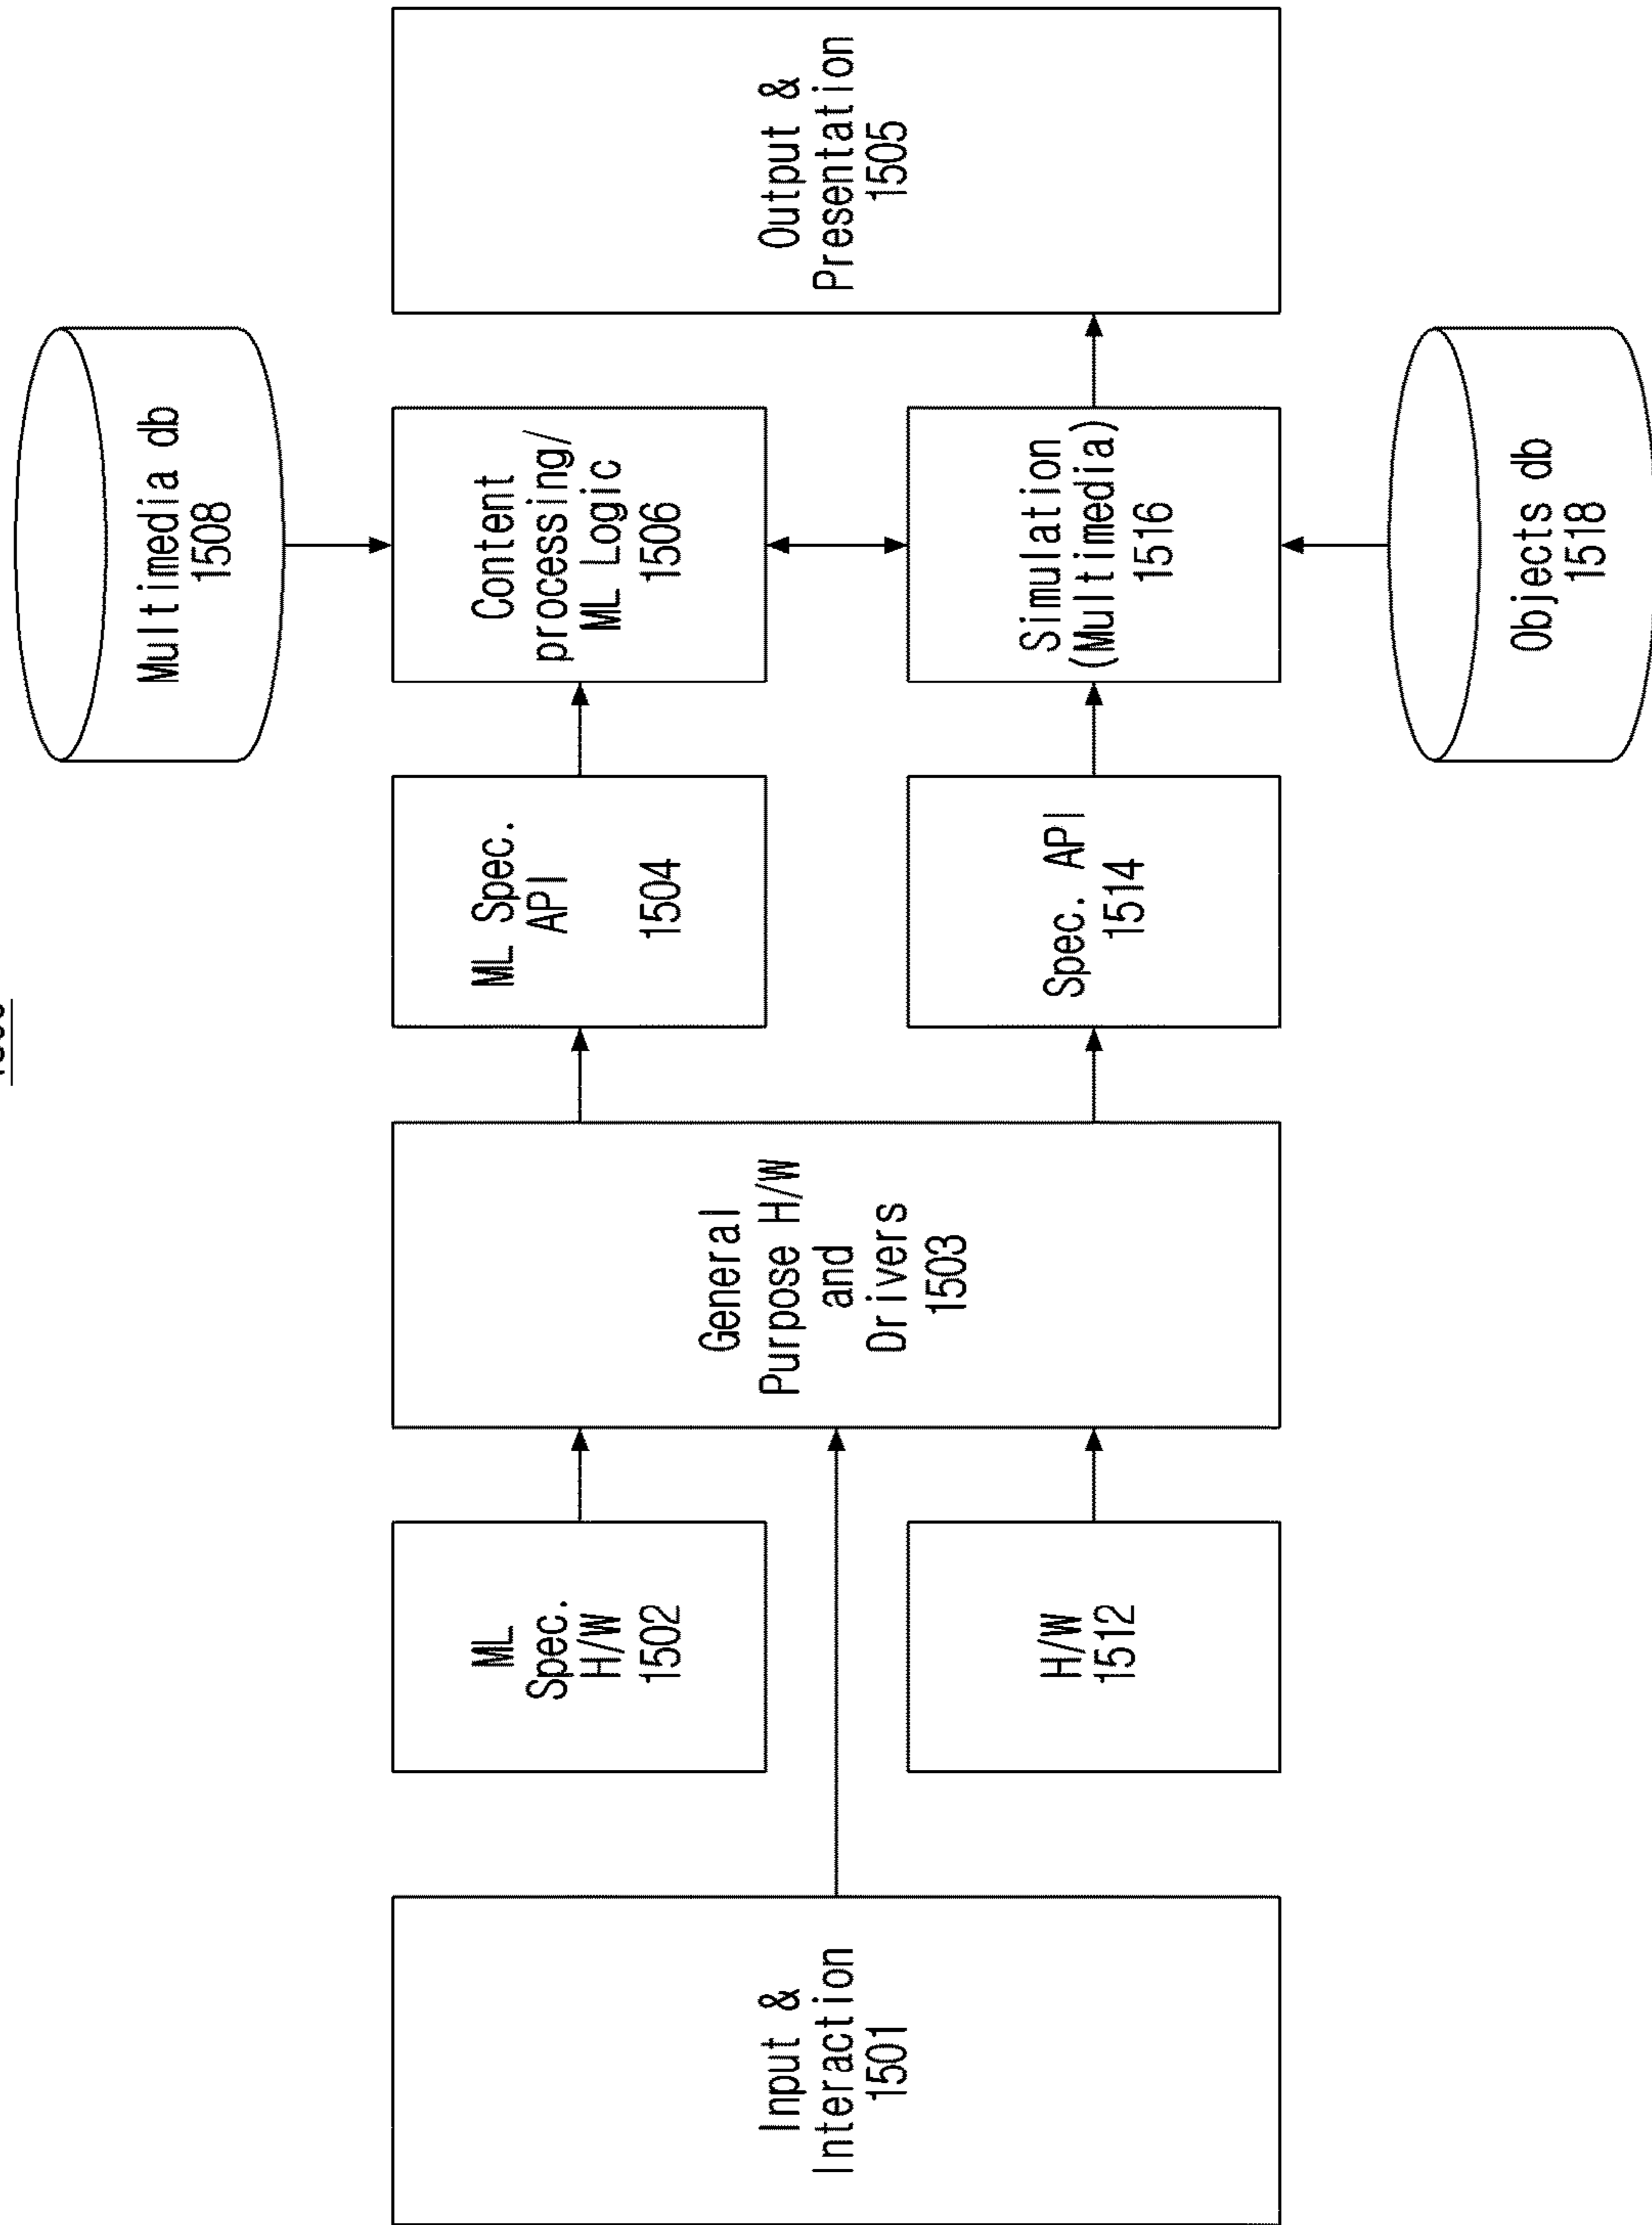 Multimedia db
1508
Input &
Interaction
1501
ML
Spec.
H/W
1502
General
Purpose H/W
and
Drivers
1503
ML Spec.
API
1504
Content
processing/
ML Logic
1506
Output &
Presentation
1505
H/W
1512
Spec. API
1514
Simulation
(Multimedia)
1516
Objects db
1518